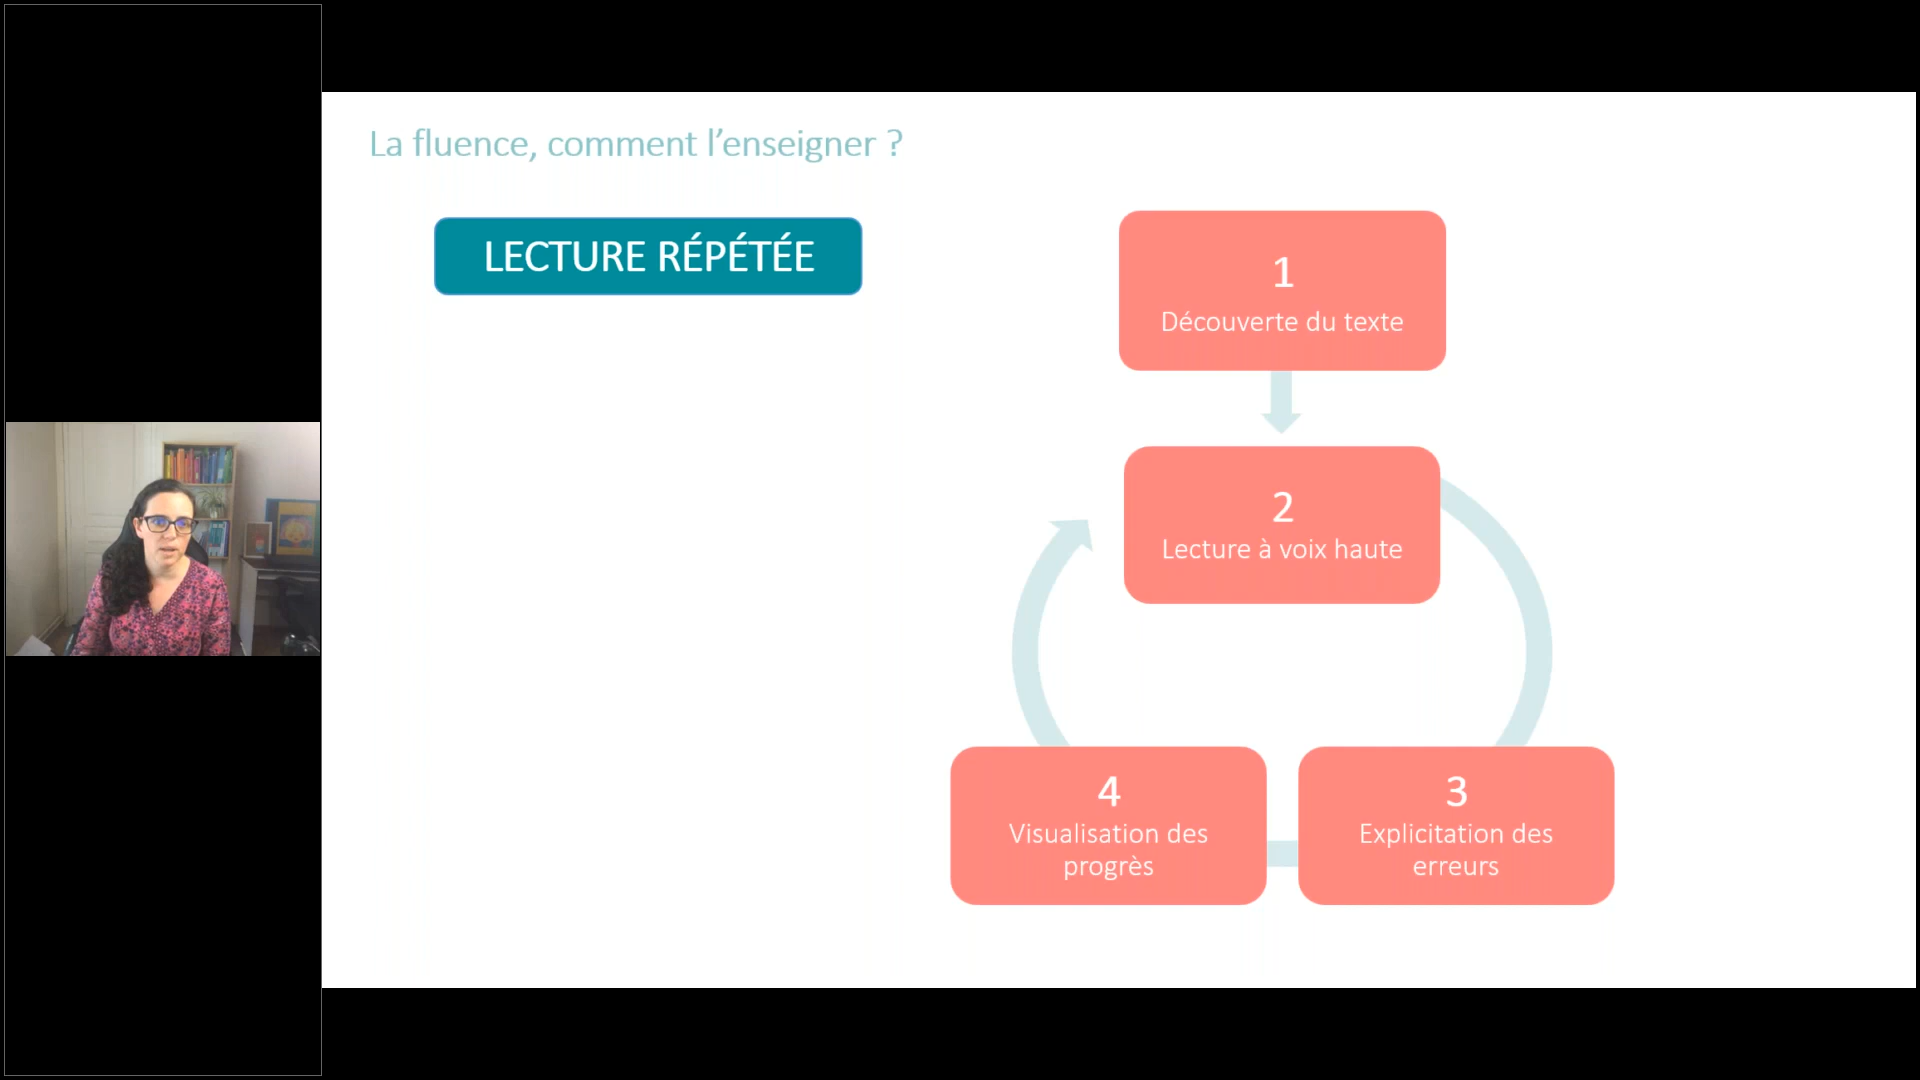 La fluence, comment l’enseigner ?
LECTURE RÉPÉTÉE
1
Découverte du texte
2
Lecture à voix haute
4
Visualisation des
progrès
3
Explicitation des
erreurs